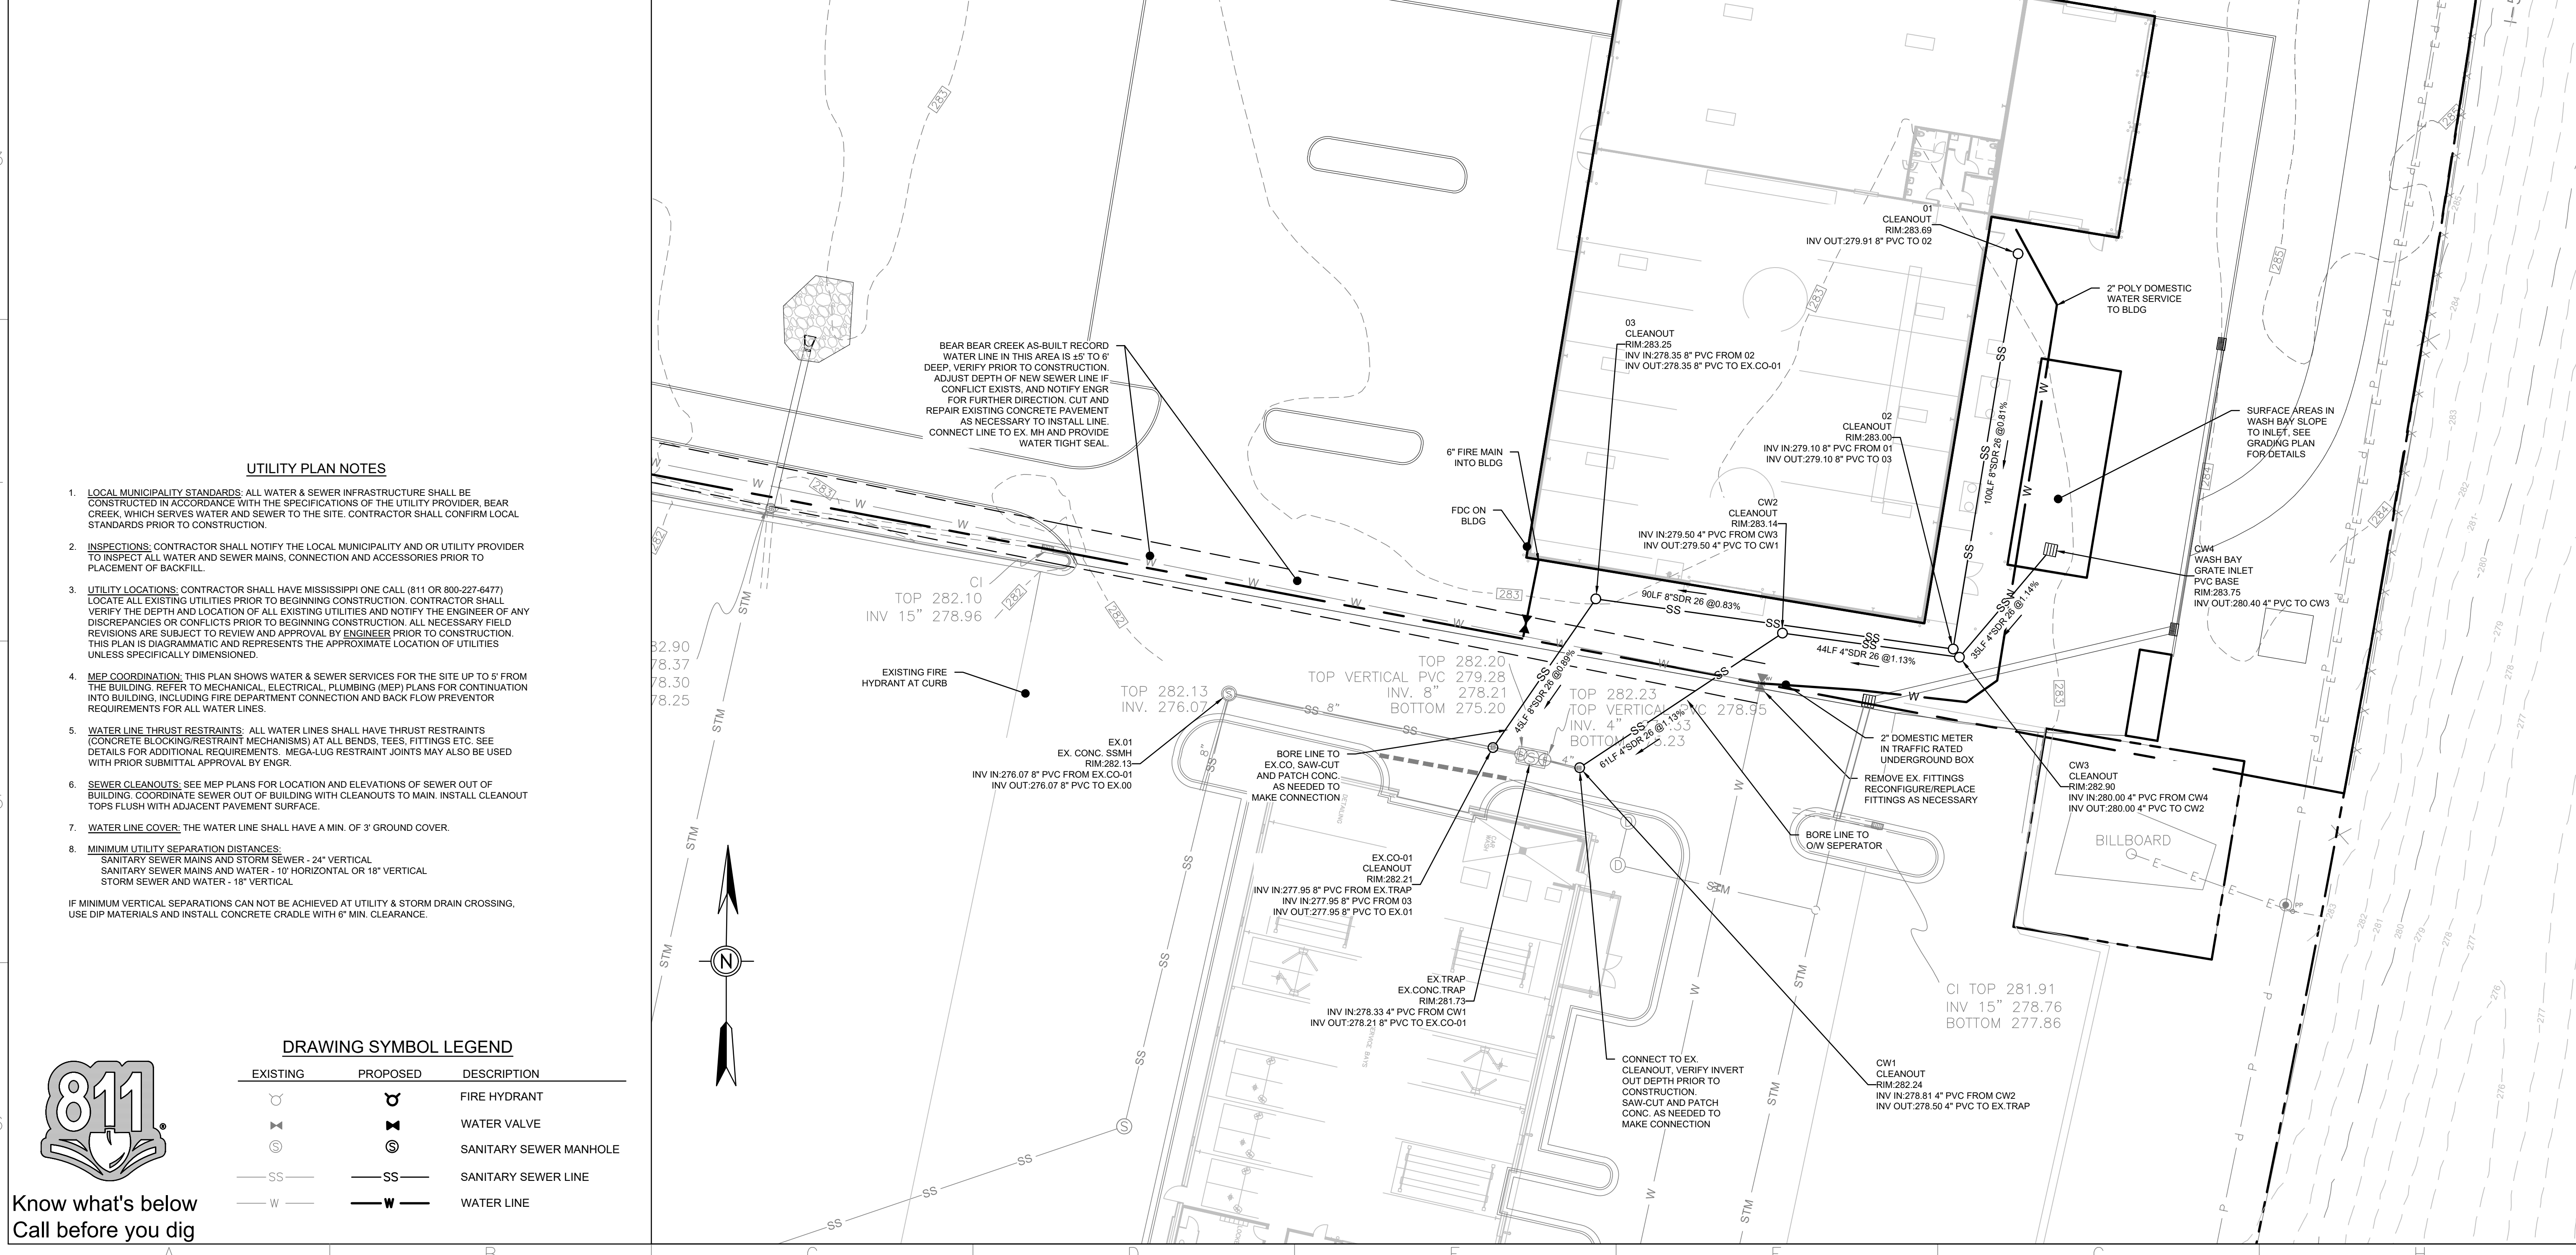 UTILITY PLAN NOTES
1. LOCAL MUNICIPALITY STANDARDS: ALL WATER & SEWER INFRASTRUCTURE SHALL BE
CONSTRUCTED IN ACCORDANCE WITH THE SPECIFICATIONS OF THE UTILITY PROVIDER, BEAR
CREEK, WHICH SERVES WATER AND SEWER TO THE SITE. CONTRACTOR SHALL CONFIRM LOCAL
STANDARDS PRIOR TO CONSTRUCTION.
2. INSPECTIONS: CONTRACTOR SHALL NOTIFY THE LOCAL MUNICIPALITY AND OR UTILITY PROVIDER
TO INSPECT ALL WATER AND SEWER MAINS, CONNECTION AND ACCESSORIES PRIOR TO
PLACEMENT OF BACKFILL.
3. UTILITY LOCATIONS: CONTRACTOR SHALL HAVE MISSISSIPPI ONE CALL (811 OR 800-227-6477)
LOCATE ALL EXISTING UTILITIES PRIOR TO BEGINNING CONSTRUCTION. CONTRACTOR SHALL
VERIFY THE DEPTH AND LOCATION OF ALL EXISTING UTILITIES AND NOTIFY THE ENGINEER OF ANY
DISCREPANCIES OR CONFLICTS PRIOR TO BEGINNING CONSTRUCTION. ALL NECESSARY FIELD
REVISIONS ARE SUBJECT TO REVIEW AND APPROVAL BY ENGINEER PRIOR TO CONSTRUCTION.
THIS PLAN IS DIAGRAMMATIC AND REPRESENTS THE APPROXIMATE LOCATION OF UTILITIES
UNLESS SPECIFICALLY DIMENSIONED.
4. MEP COORDINATION: THIS PLAN SHOWS WATER & SEWER SERVICES FOR THE SITE UP TO 5' FROM
THE BUILDING. REFER TO MECHANICAL, ELECTRICAL, PLUMBING (MEP) PLANS FOR CONTINUATION
INTO BUILDING, INCLUDING FIRE DEPARTMENT CONNECTION AND BACK FLOW PREVENTOR
REQUIREMENTS FOR ALL WATER LINES.
5. WATER LINE THRUST RESTRAINTS: ALL WATER LINES SHALL HAVE THRUST RESTRAINTS
(CONCRETE BLOCKING/RESTRAINT MECHANISMS) AT ALL BENDS, TEES, FITTINGS ETC. SEE
DETAILS FOR ADDITIONAL REQUIREMENTS. MEGA-LUG RESTRAINT JOINTS MAY ALSO BE USED
WITH PRIOR SUBMITTAL APPROVAL BY ENGR.
6. SEWER CLEANOUTS: SEE MEP PLANS FOR LOCATION AND ELEVATIONS OF SEWER OUT OF
BUILDING. COORDINATE SEWER OUT OF BUILDING WITH CLEANOUTS TO MAIN. INSTALL CLEANOUT
TOPS FLUSH WITH ADJACENT PAVEMENT SURFACE.
7. WATER LINE COVER: THE WATER LINE SHALL HAVE A MIN. OF 3' GROUND COVER.
8. MINIMUM UTILITY SEPARATION DISTANCES:
SANITARY SEWER MAINS AND STORM SEWER - 24" VERTICAL
SANITARY SEWER MAINS AND WATER - 10' HORIZONTAL OR 18" VERTICAL
STORM SEWER AND WATER - 18" VERTICAL
IF MINIMUM VERTICAL SEPARATIONS CAN NOT BE ACHIEVED AT UTILITY & STORM DRAIN CROSSING,
USE DIP MATERIALS AND INSTALL CONCRETE CRADLE WITH 6" MIN. CLEARANCE.
DRAWING SYMBOL LEGEND
EXISTING PROPOSED DESCRIPTION
FIRE HYDRANT
WATER VALVE
S S SANITARY SEWER MANHOLE
SS SS SANITARY SEWER LINE
W W WATER LINE
811
Know what's below
Call before you dig
N
BEAR BEAR CREEK AS-BUILT RECORD
WATER LINE IN THIS AREA IS ±5' TO 6'
DEEP, VERIFY PRIOR TO CONSTRUCTION.
ADJUST DEPTH OF NEW SEWER LINE IF
CONFLICT EXISTS, AND NOTIFY ENGR
FOR FURTHER DIRECTION. CUT AND
REPAIR EXISTING CONCRETE PAVEMENT
AS NECESSARY TO INSTALL LINE.
CONNECT LINE TO EX. MH AND PROVIDE
WATER TIGHT SEAL.
6" FIRE MAIN
INTO BLDG
FDC ON
BLDG
03
CLEANOUT
RIM:283.25
INV IN:278.35 8" PVC FROM 02
INV OUT:278.35 8" PVC TO EX.CO-01
01
CLEANOUT
RIM:283.69
INV OUT:279.91 8" PVC TO 02
02
CLEANOUT
RIM:283.00
INV IN:279.10 8" PVC FROM 01
INV OUT:279.10 8" PVC TO 03
CW2
CLEANOUT
RIM:283.14
INV IN:279.50 4" PVC FROM CW3
INV OUT:279.50 4" PVC TO CW1
2" POLY DOMESTIC
WATER SERVICE
TO BLDG
SURFACE AREAS IN
WASH BAY SLOPE
TO INLET, SEE
GRADING PLAN
FOR DETAILS
CW4
WASH BAY
GRATE INLET
PVC BASE
RIM:283.75
INV OUT:280.40 4" PVC TO CW3
100LF 8"SDR 26 @0.81%
90LF 8"SDR 26 @0.83%
44LF 4"SDR 26 @1.13%
35LF 4"SDR 26 @1.14%
45LF 8"SDR 26 @0.89%
61LF 4"SDR 26 @1.13%
CI
TOP 282.10
INV 15" 278.96
EXISTING FIRE
HYDRANT AT CURB
TOP 282.13
INV. 276.07
TOP 282.20
TOP VERTICAL PVC 279.28
INV. 8" 278.21
BOTTOM 275.20
TOP 282.23
TOP VERTICAL PVC 278.95
INV. 4"
BOTTOM
82.90
78.37
78.30
78.25
EX.01
EX. CONC. SSMH
RIM:282.13
INV IN:276.07 8" PVC FROM EX.CO-01
INV OUT:276.07 8" PVC TO EX.00
BORE LINE TO
EX.CO, SAW-CUT
AND PATCH CONC.
AS NEEDED TO
MAKE CONNECTION
EX.CO-01
CLEANOUT
RIM:282.21
INV IN:277.95 8" PVC FROM EX.TRAP
INV IN:277.95 8" PVC FROM 03
INV OUT:277.95 8" PVC TO EX.01
EX.TRAP
EX.CONC.TRAP
RIM:281.73
INV IN:278.33 4" PVC FROM CW1
INV OUT:278.21 8" PVC TO EX.CO-01
CONNECT TO EX.
CLEANOUT, VERIFY INVERT
OUT DEPTH PRIOR TO
CONSTRUCTION.
SAW-CUT AND PATCH
CONC. AS NEEDED TO
MAKE CONNECTION
CW1
CLEANOUT
RIM:282.24
INV IN:278.81 4" PVC FROM CW2
INV OUT:278.50 4" PVC TO EX.TRAP
2" DOMESTIC METER
IN TRAFFIC RATED
UNDERGROUND BOX
REMOVE EX. FITTINGS
RECONFIGURE/REPLACE
FITTINGS AS NECESSARY
BORE LINE TO
O/W SEPERATOR
CW3
CLEANOUT
RIM:282.90
INV IN:280.00 4" PVC FROM CW4
INV OUT:280.00 4" PVC TO CW2
BILLBOARD
CI TOP 281.91
INV 15" 278.76
BOTTOM 277.86
CAR
WASH
DETAILING